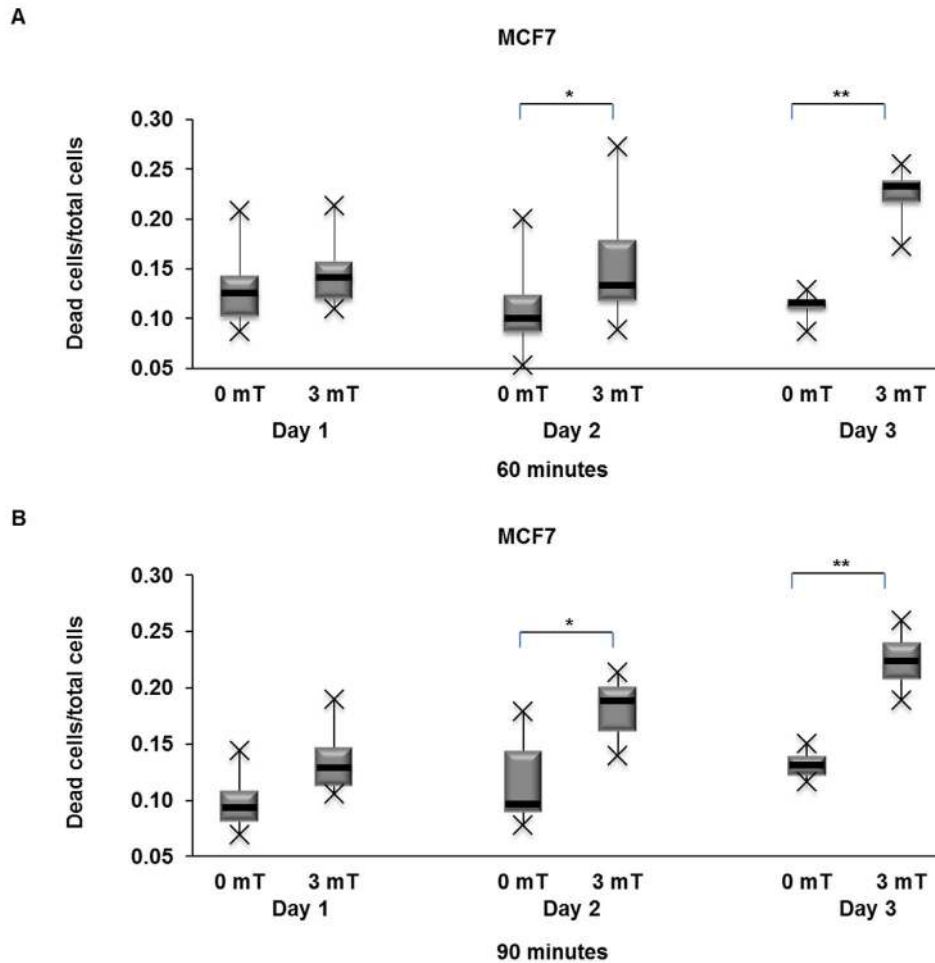 A
MCF7
* **
0.30
0.25
0.20
0.15
0.10
0.05
Dead cells/total cells
0 mT 3 mT 0 mT 3 mT 0 mT 3 mT
Day 1 Day 2 Day 3
60 minutes
B
MCF7
**
*
0.30
0.25
0.20
0.15
0.10
0.05
Dead cells/total cells
0 mT 3 mT 0 mT 3 mT 0 mT 3 mT
Day 1 Day 2 Day 3
90 minutes